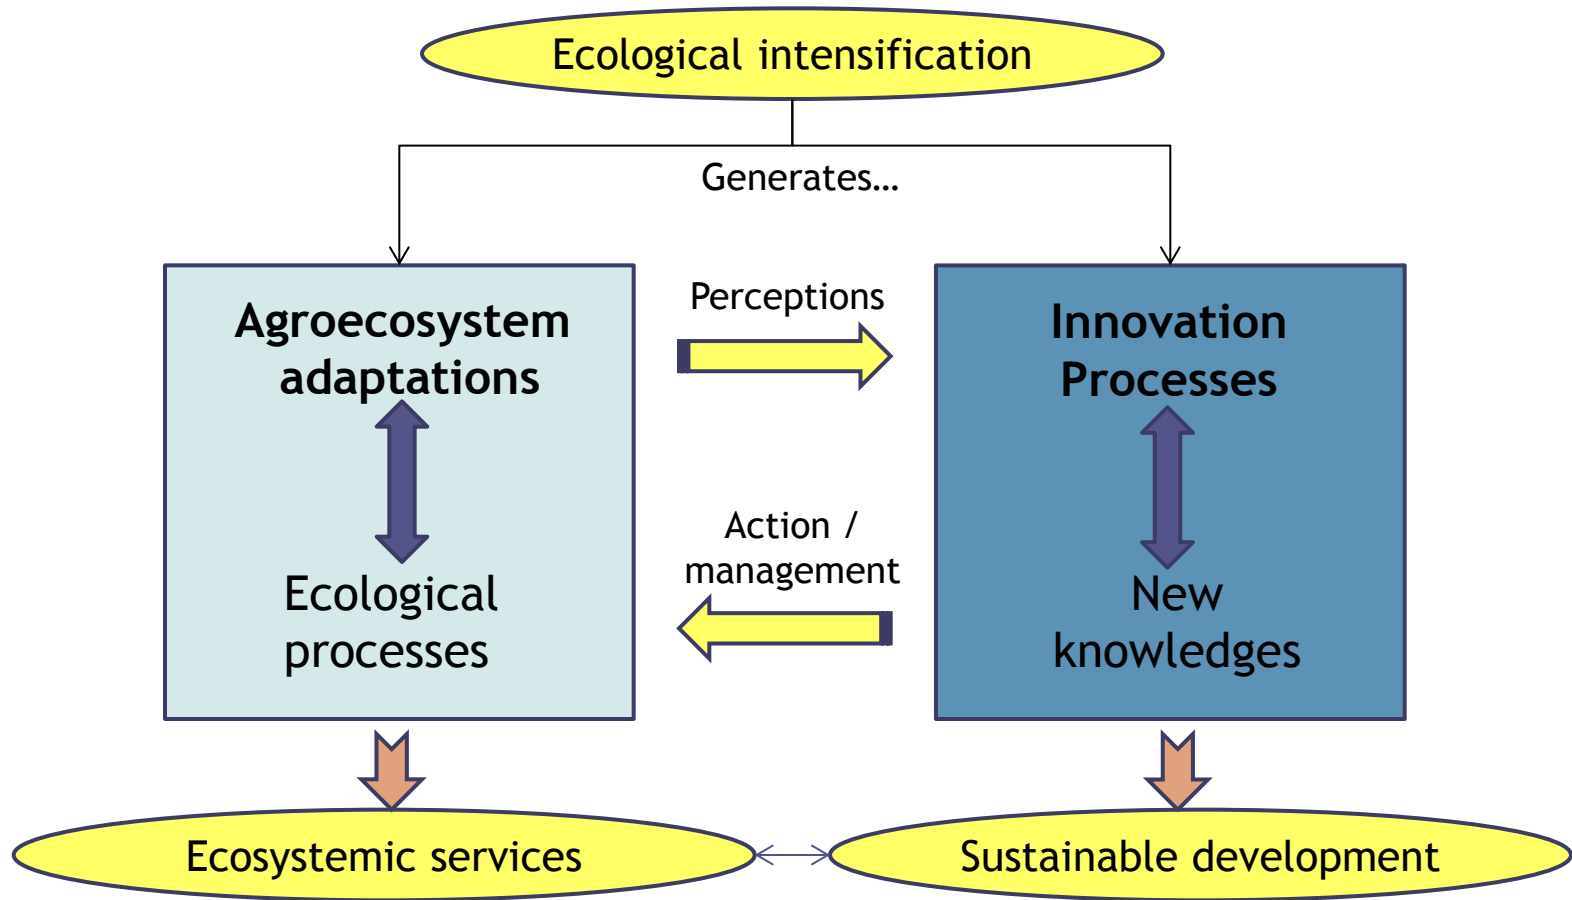 Ecological intensification
Generates…
Agroecosystem
adaptations
Ecological
processes
Perceptions
Action /
management
Innovation
Processes
New
knowledges
Ecosystemic services
Sustainable development